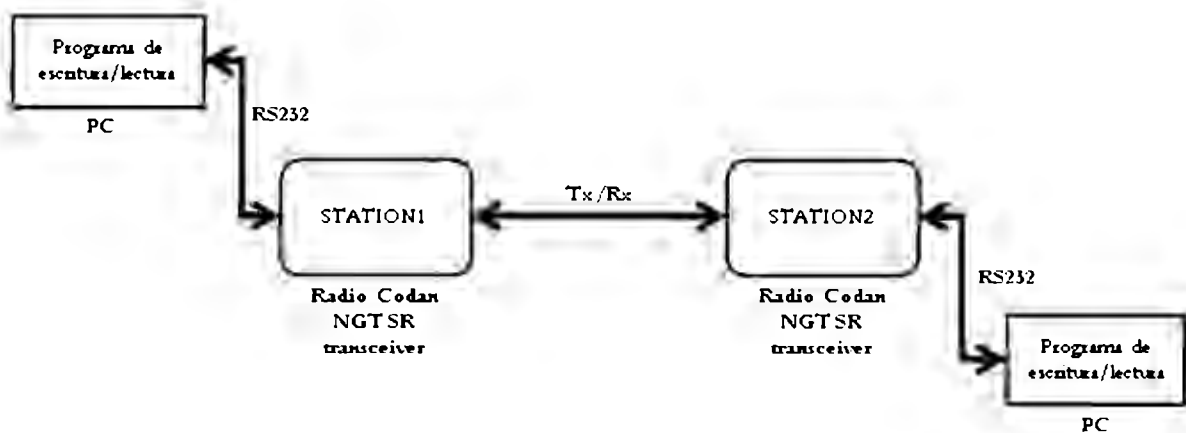 Programa de
escritura/lectura
PC
RS232
STATION1
Radio Codan
NGT SR
transceiver
Tx/Rx
STATION2
Radio Codan
NGT SR
transceiver
RS232
Programa de
escritura/lectura
PC